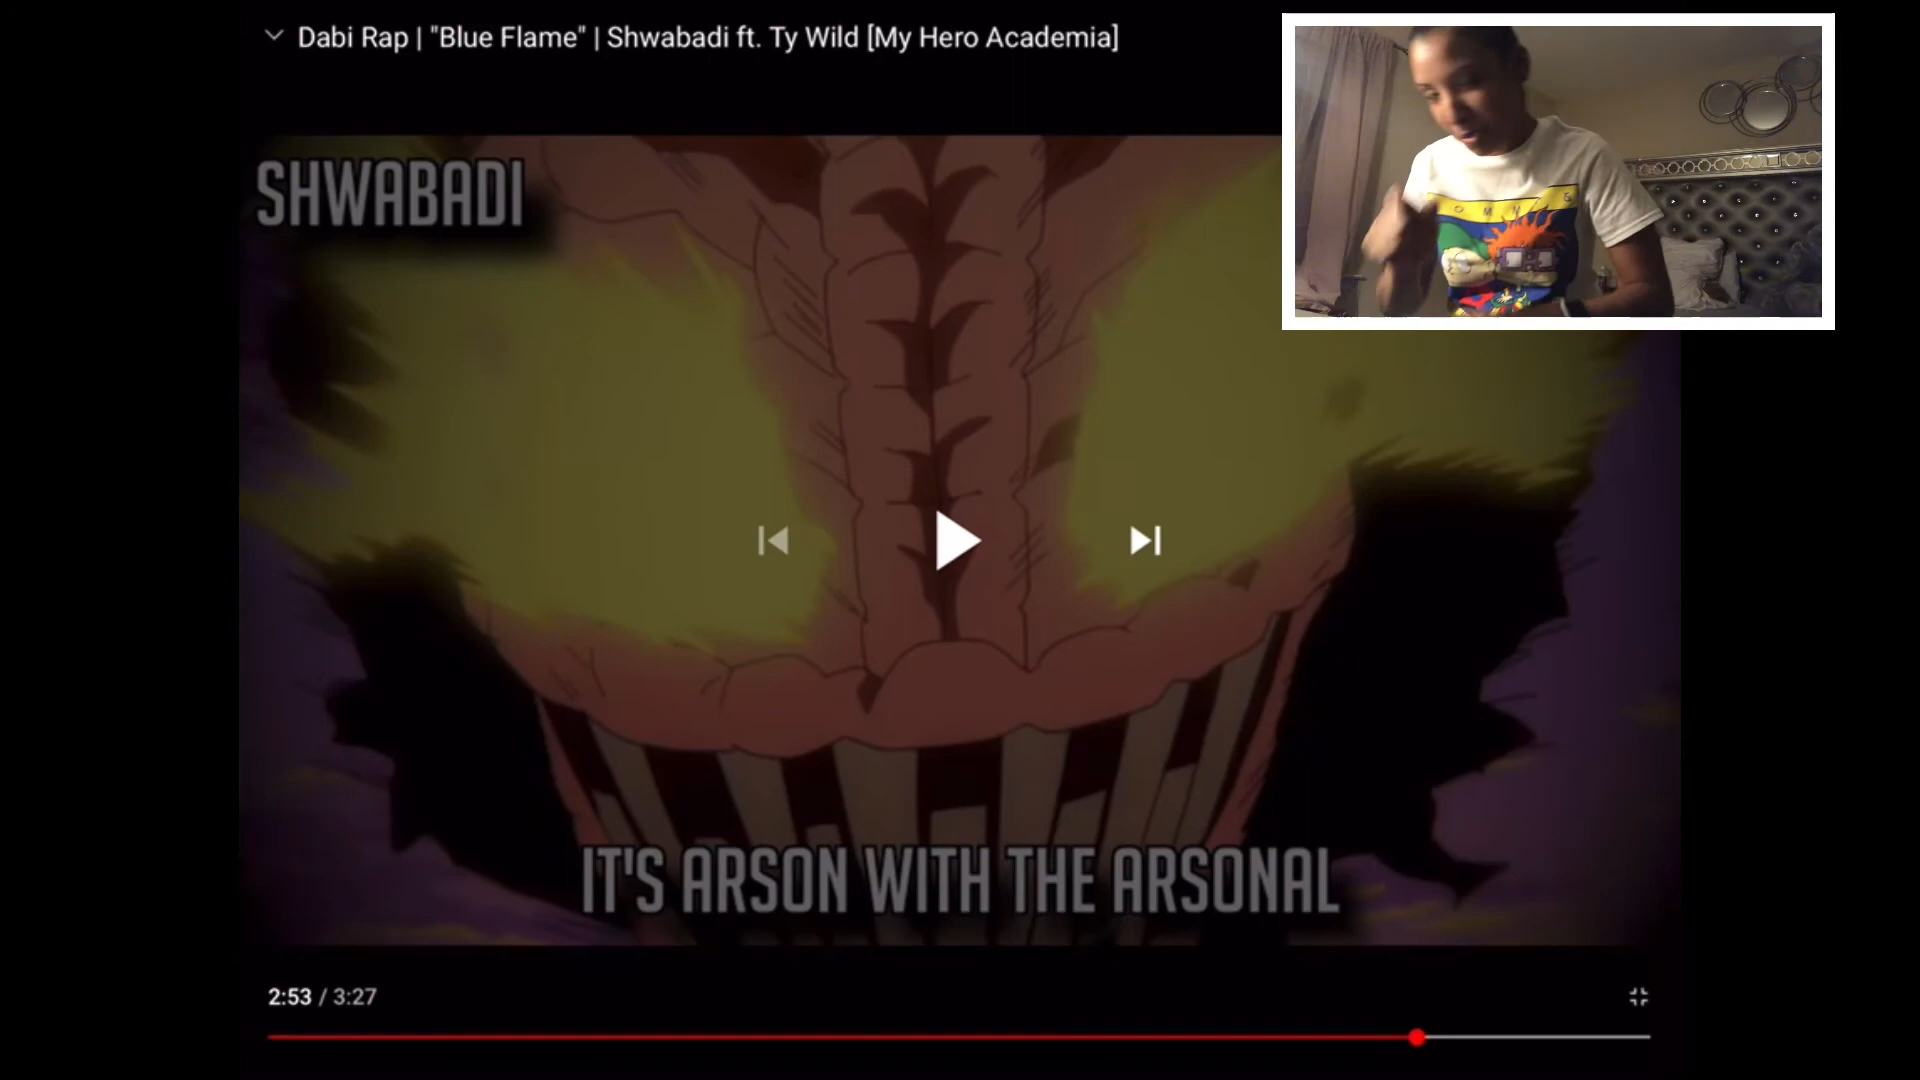 Dabi Rap | "Blue Flame" | Shwabadi ft. Ty Wild [My Hero Academia]
SHWABADI
IT'S ARSON WITH THE ARSONAL
2:53 / 3:27